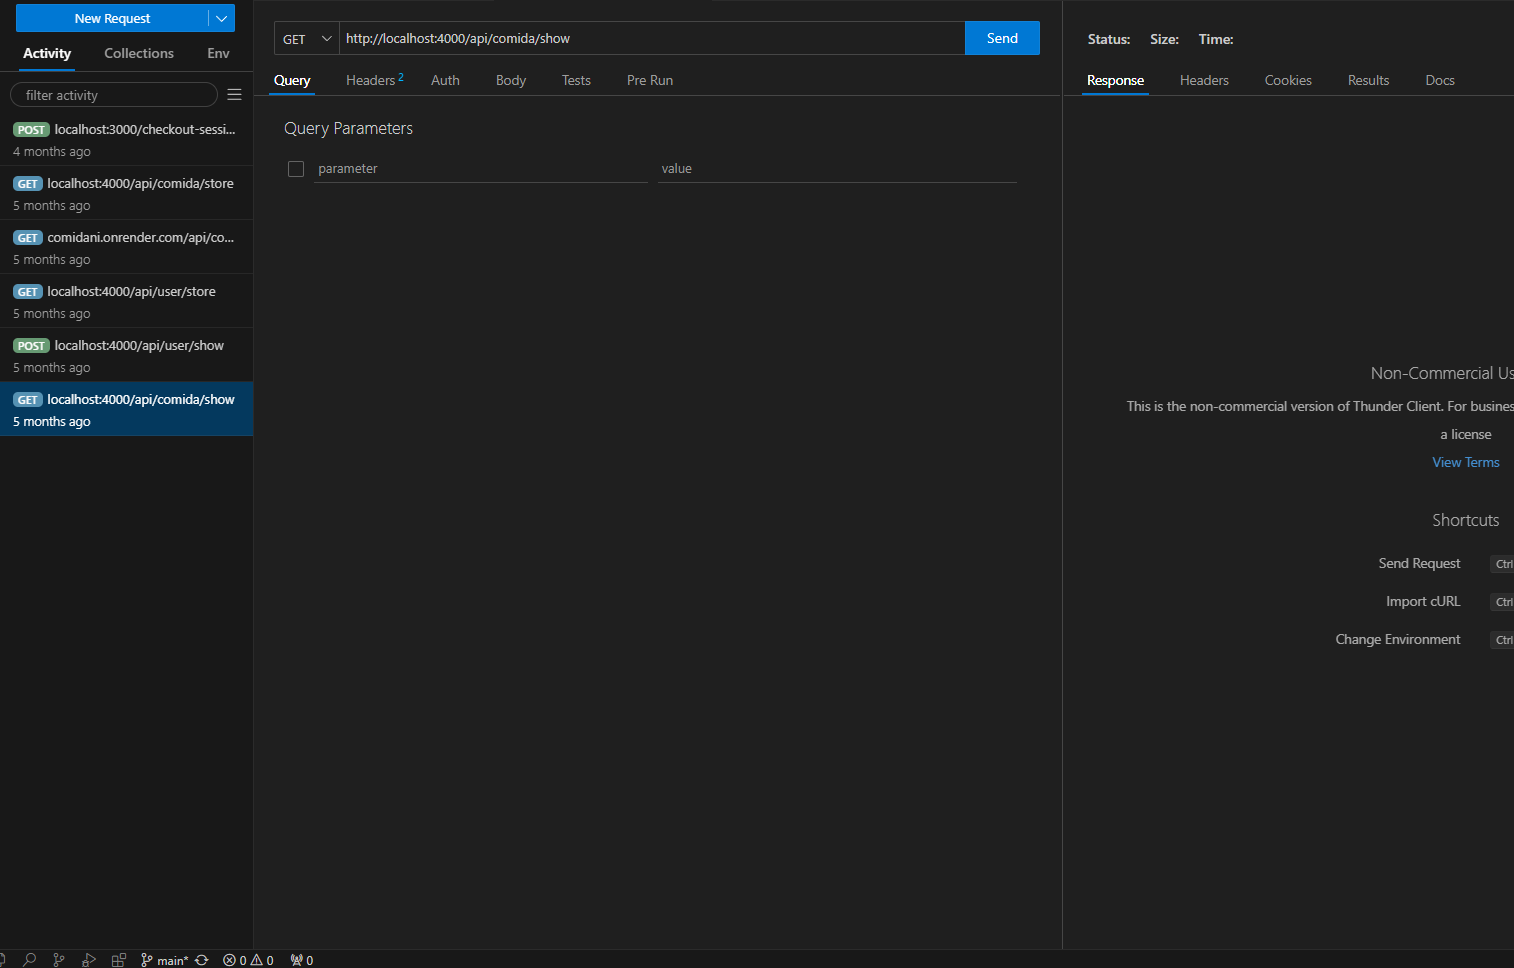 New Request
Activity Collections Env
filter activity
POST localhost:3000/checkout-sessi...
4 months ago
GET localhost:4000/api/comida/store
5 months ago
GET comidani.onrender.com/api/co...
5 months ago
GET localhost:4000/api/user/store
5 months ago
POST localhost:4000/api/user/show
5 months ago
GET localhost:4000/api/comida/show
5 months ago
GET http://localhost:4000/api/comida/show Send
Query Headers 2 Auth Body Tests Pre Run
Query Parameters
parameter value
Status: Size: Time:
Response Headers Cookies Results Docs
Non-Commercial Us
This is the non-commercial version of Thunder Client. For busines
a license
View Terms
Shortcuts
Send Request Ctrl
Import cURL Ctrl
Change Environment Ctrl
main* 0 0 0